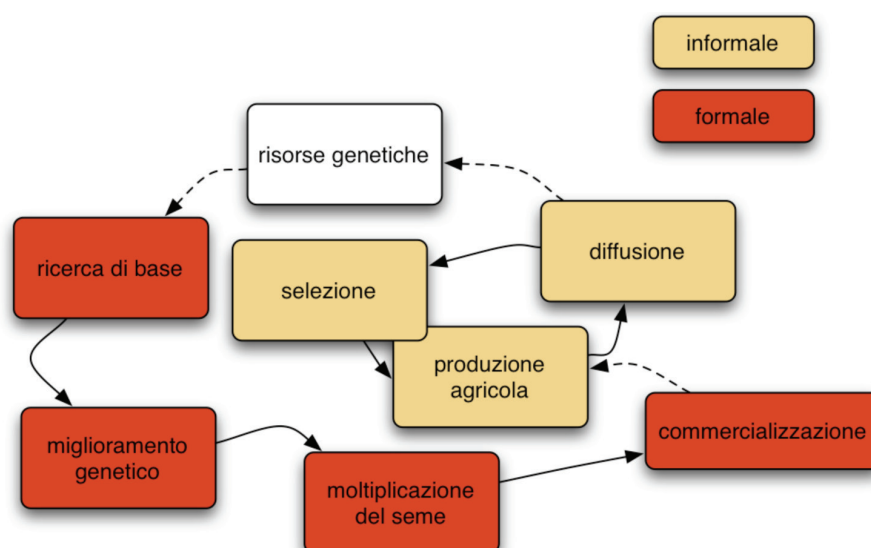 informale
formale
risorse genetiche
ricerca di base
selezione
diffusione
produzione
agricola
miglioramento
genetico
moltiplicazione
del seme
commercializzazione